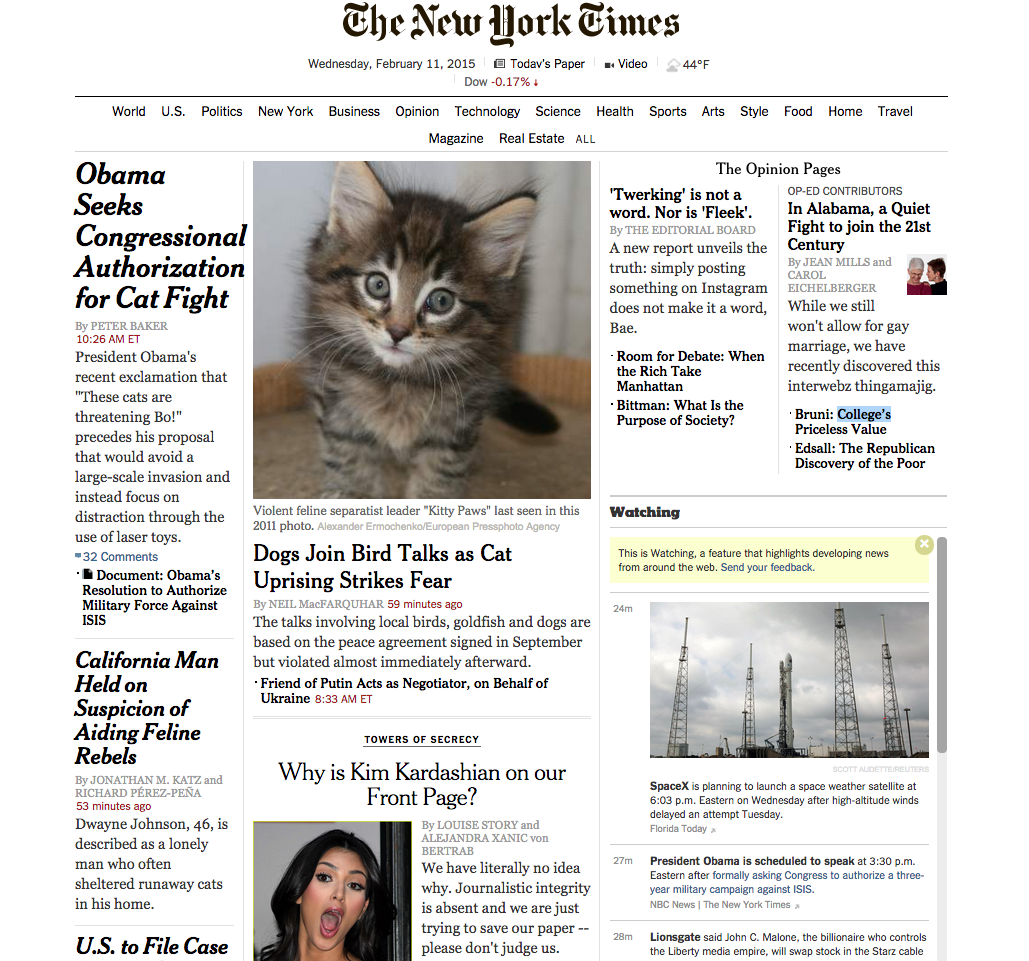 The New York Times
Wednesday, February 11, 2015
Today's Paper
Video
44°F
Dow -0.17% ↓
World U.S. Politics New York Business Opinion Technology Science Health Sports Arts Style Food Home Travel
Magazine Real Estate ALL
Obama
Seeks
Congressional
Authorization
for Cat Fight
By PETER BAKER
10:26 AM ET
President Obama's
recent exclamation that
"These cats are
threatening Bo!"
precedes his proposal
that would avoid a
large-scale invasion and
instead focus on
distraction through the
use of laser toys.
32 Comments
· Document: Obama's
Resolution to Authorize
Military Force Against
ISIS
California Man
Held on
Suspicion of
Aiding Feline
Rebels
By JONATHAN M. KATZ and
RICHARD PÉREZ-PEÑA
53 minutes ago
Dwayne Johnson, 46, is
described as a lonely
man who often
sheltered runaway cats
in his home.
U.S. to File Case
Violent feline separatist leader "Kitty Paws" last seen in this
2011 photo. Alexander Ermochenko/European Pressphoto Agency
Dogs Join Bird Talks as Cat
Uprising Strikes Fear
By NEIL MacFARQUHAR 59 minutes ago
The talks involving local birds, goldfish and dogs are
based on the peace agreement signed in September
but violated almost immediately afterward.
· Friend of Putin Acts as Negotiator, on Behalf of
Ukraine 8:33 AM ET
TOWERS OF SECRECY
Why is Kim Kardashian on our
Front Page?
By LOUISE STORY and
ALEJANDRA XANIC von
BERTRAB
We have literally no idea
why. Journalistic integrity
is absent and we are just
trying to save our paper --
please don't judge us.
The Opinion Pages
'Twerking' is not a
word. Nor is 'Fleek'.
By THE EDITORIAL BOARD
A new report unveils the
truth: simply posting
something on Instagram
does not make it a word,
Bae.
· Room for Debate: When
the Rich Take
Manhattan
· Bittman: What Is the
Purpose of Society?
OP-ED CONTRIBUTORS
In Alabama, a Quiet
Fight to join the 21st
Century
By JEAN MILLS and
CAROL
EICHELBERGER
While we still
won't allow for gay
marriage, we have
recently discovered this
interwebz thingamajig.
· Bruni: College's
Priceless Value
· Edsall: The Republican
Discovery of the Poor
Watching
This is Watching, a feature that highlights developing news
from around the web. Send your feedback.
24m
SCOTT AUDETTE/REUTERS
SpaceX is planning to launch a space weather satellite at
6:03 p.m. Eastern on Wednesday after high-altitude winds
delayed an attempt Tuesday.
Florida Today
27m
President Obama is scheduled to speak at 3:30 p.m.
Eastern after formally asking Congress to authorize a three-
year military campaign against ISIS.
NBC News | The New York Times
28m
Lionsgate said John C. Malone, the billionaire who controls
the Liberty media empire, will swap stock in the Starz cable